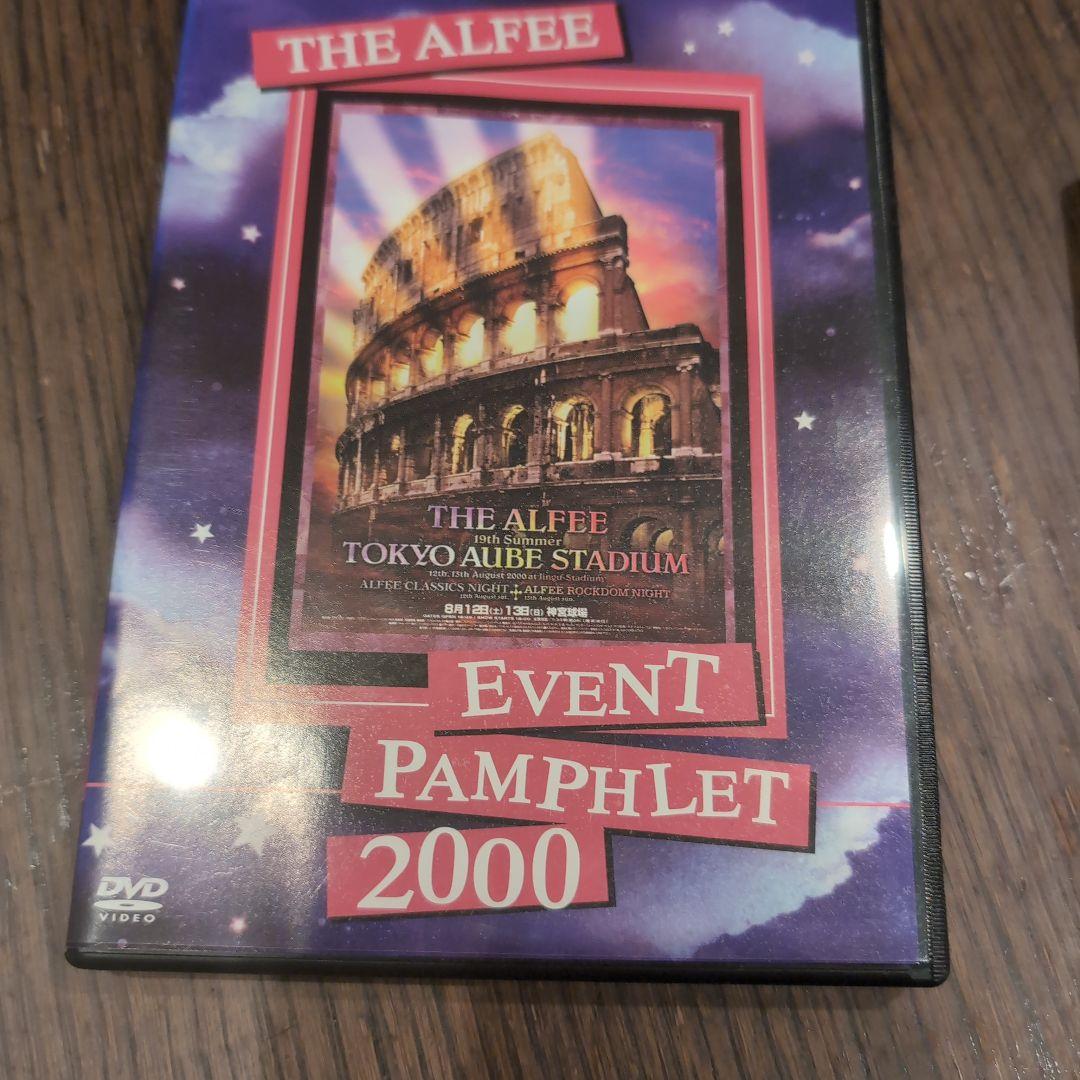 THE ALFEE
THE ALFEE
19th Summer
TOKYO AUBE STADIUM
12th, 13th August 2000 at Jingu-Stadium
ALFEE CLASSICS NIGHT + ALFEE ROCKDOM NIGHT
12th August sat. 13th August sun.
8月12日(土)13日(日) 神宮球場
EVENT
PAMPHLET
2000
DVD
VIDEO